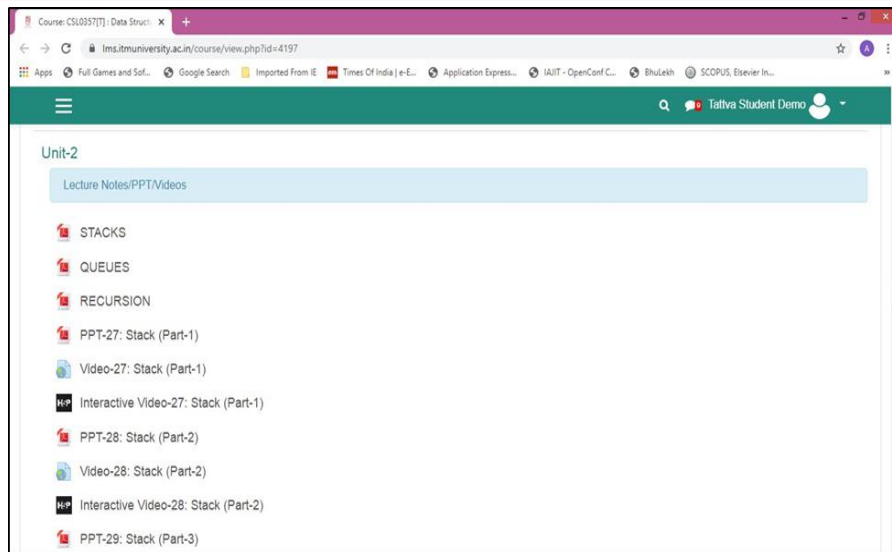 Course: CSL0357[T] : Data Struct
lms.itmuniversity.ac.in/course/view.php?id=4197
A
Apps Full Games and Sof... Google Search Imported From IE Times Of India | e-E... Application Express... IAJIT - OpenConf C... BhuLekh SCOPUS, Elsevier In... »
Tattva Student Demo
Unit-2
Lecture Notes/PPT/Videos
STACKS
QUEUES
RECURSION
PPT-27: Stack (Part-1)
Video-27: Stack (Part-1)
H5P Interactive Video-27: Stack (Part-1)
PPT-28: Stack (Part-2)
Video-28: Stack (Part-2)
H5P Interactive Video-28: Stack (Part-2)
PPT-29: Stack (Part-3)